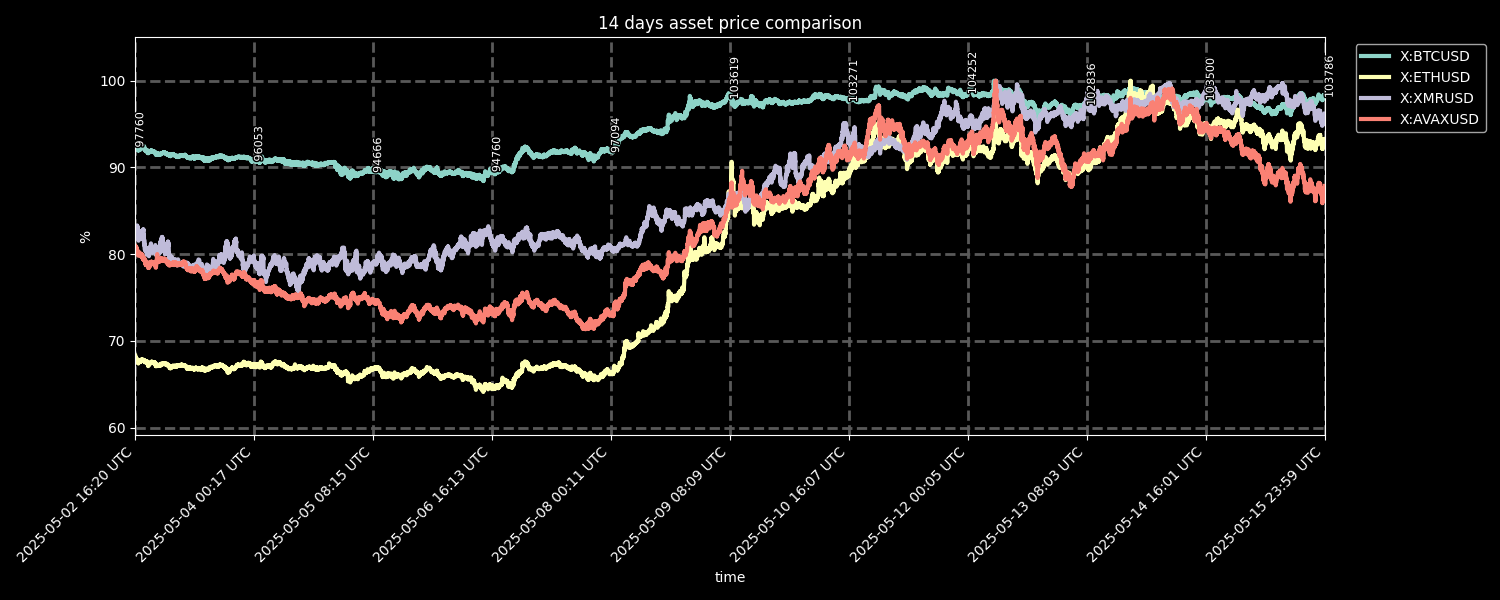 14 days asset price comparison
X:BTCUSD
X:ETHUSD
X:XMRUSD
X:AVAXUSD
100
90
80
70
60
%
97760
96053
94666
94760
97094
103619
103271
104252
102836
103500
103786
2025-05-02 16:20 UTC
2025-05-04 00:17 UTC
2025-05-05 08:15 UTC
2025-05-06 16:13 UTC
2025-05-08 00:11 UTC
2025-05-09 08:09 UTC
2025-05-10 16:07 UTC
2025-05-12 00:05 UTC
2025-05-13 08:03 UTC
2025-05-14 16:01 UTC
2025-05-15 23:59 UTC
time